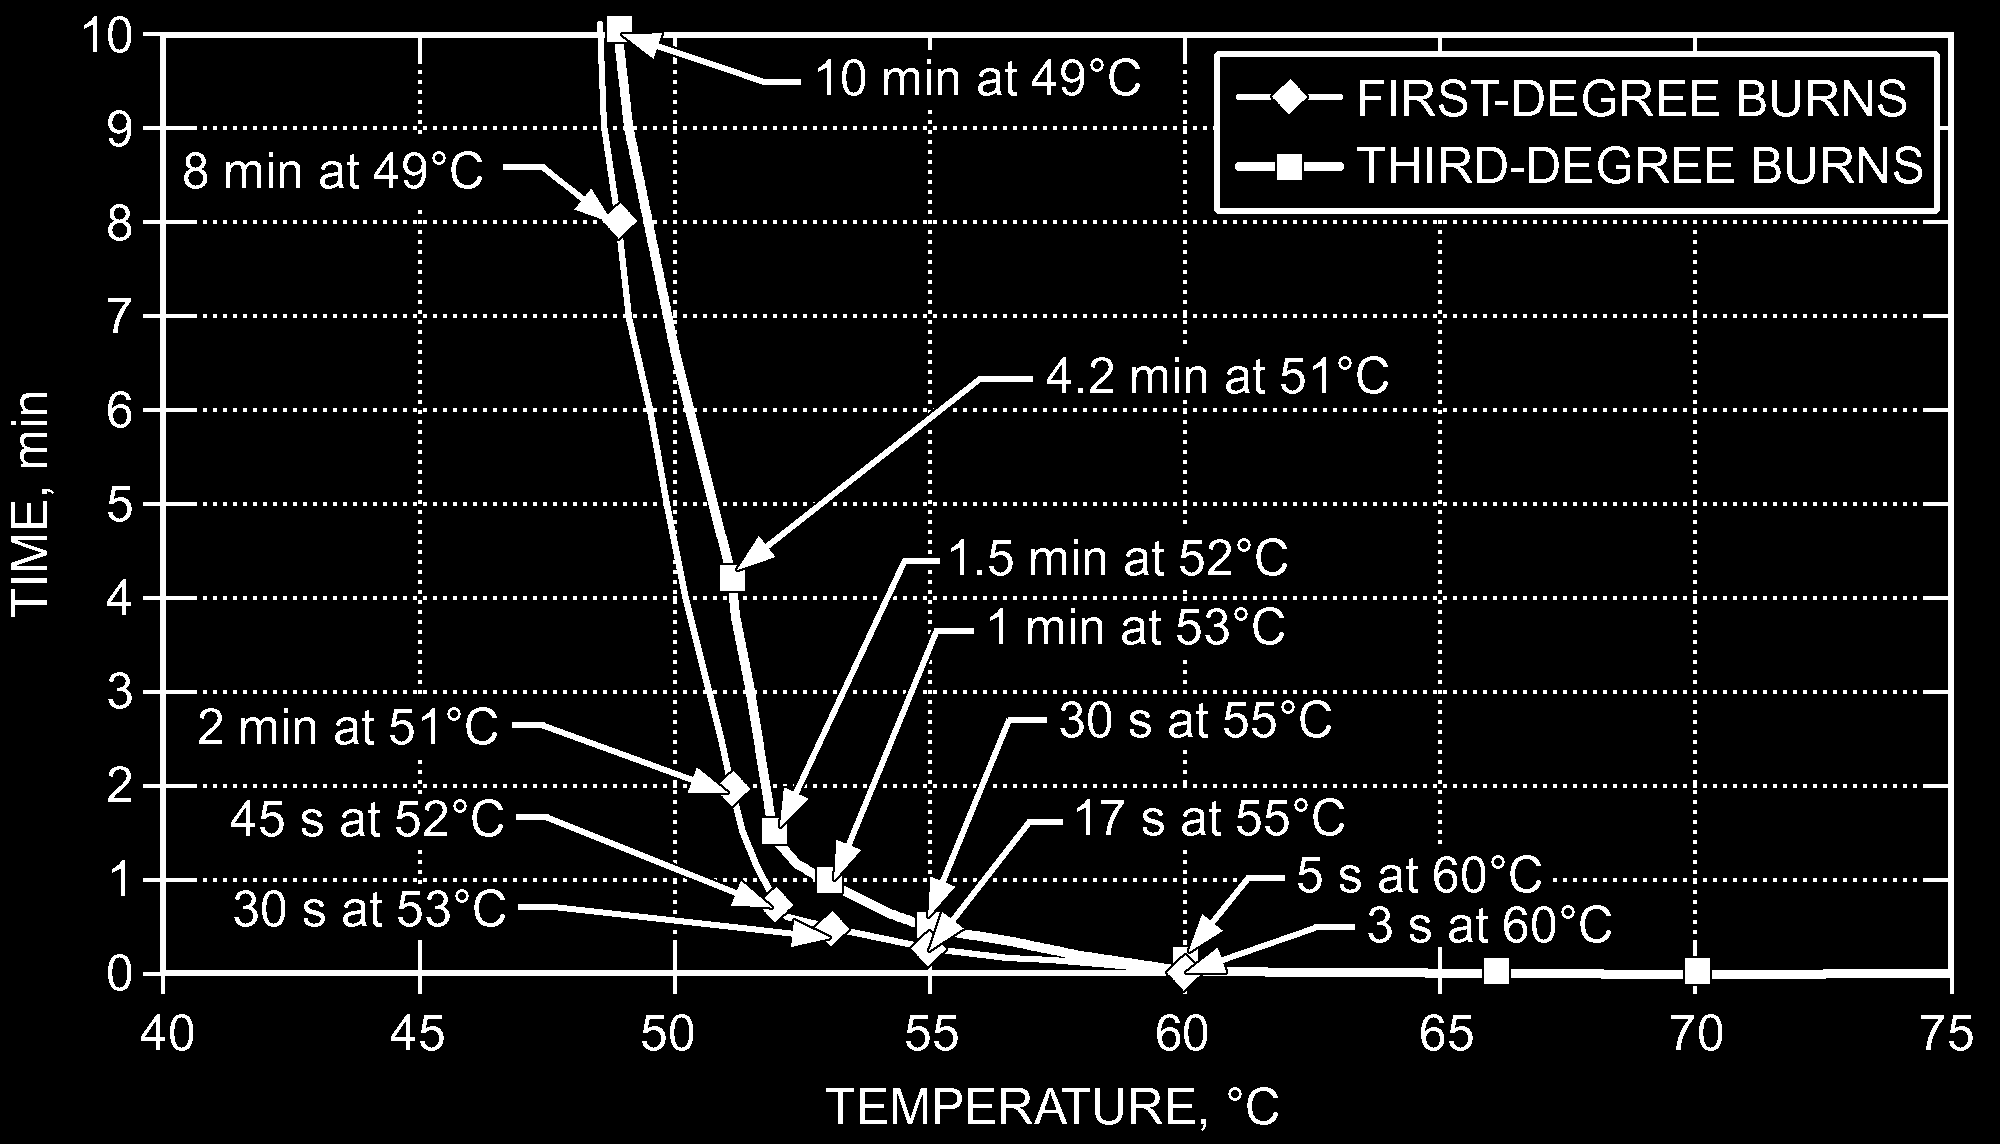 10
10 min at 49°C
FIRST-DEGREE BURNS
THIRD-DEGREE BURNS
9
8 min at 49°C
8
7
4.2 min at 51°C
6
TIME, min
5
1.5 min at 52°C
4
1 min at 53°C
3
2 min at 51°C
30 s at 55°C
2
45 s at 52°C
17 s at 55°C
1
5 s at 60°C
30 s at 53°C
3 s at 60°C
0
40 45 50 55 60 65 70 75
TEMPERATURE, °C